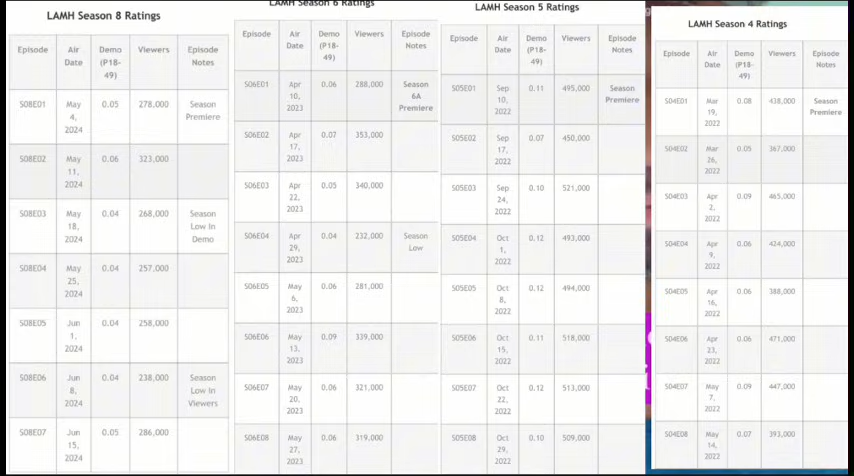 LAMH Season 8 Ratings
Episode Air Date Demo (P18-49) Viewers Episode Notes
S08E01 May 4, 2024 0.05 278,000 Season Premiere
S08E02 May 11, 2024 0.06 323,000
S08E03 May 18, 2024 0.04 268,000 Season Low In Demo
S08E04 May 25, 2024 0.04 257,000
S08E05 Jun 1, 2024 0.04 258,000
S08E06 Jun 8, 2024 0.04 238,000 Season Low In Viewers
S08E07 Jun 15, 2024 0.05 286,000
LAMH Season 6 Ratings
Episode Air Date Demo (P18-49) Viewers Episode Notes
S06E01 Apr 10, 2023 0.06 288,000 Season 6A Premiere
S06E02 Apr 17, 2023 0.07 353,000
S06E03 Apr 22, 2023 0.05 340,000
S06E04 Apr 29, 2023 0.04 232,000 Season Low
S06E05 May 6, 2023 0.06 281,000
S06E06 May 13, 2023 0.09 339,000
S06E07 May 20, 2023 0.06 321,000
S06E08 May 27, 2023 0.06 319,000
LAMH Season 5 Ratings
Episode Air Date Demo (P18-49) Viewers Episode Notes
S05E01 Sep 10, 2022 0.11 495,000 Season Premiere
S05E02 Sep 17, 2022 0.07 450,000
S05E03 Sep 24, 2022 0.10 521,000
S05E04 Oct 1, 2022 0.12 493,000
S05E05 Oct 8, 2022 0.12 494,000
S05E06 Oct 15, 2022 0.11 518,000
S05E07 Oct 22, 2022 0.12 513,000
S05E08 Oct 29, 2022 0.10 509,000
LAMH Season 4 Ratings
Episode Air Date Demo (P18-49) Viewers Episode Notes
S04E01 Mar 19, 2022 0.08 438,000 Season Premiere
S04E02 Mar 26, 2022 0.05 367,000
S04E03 Apr 2, 2022 0.09 465,000
S04E04 Apr 9, 2022 0.06 424,000
S04E05 Apr 16, 2022 0.06 388,000
S04E06 Apr 23, 2022 0.06 471,000
S04E07 May 7, 2022 0.09 447,000
S04E08 May 14, 2022 0.07 393,000